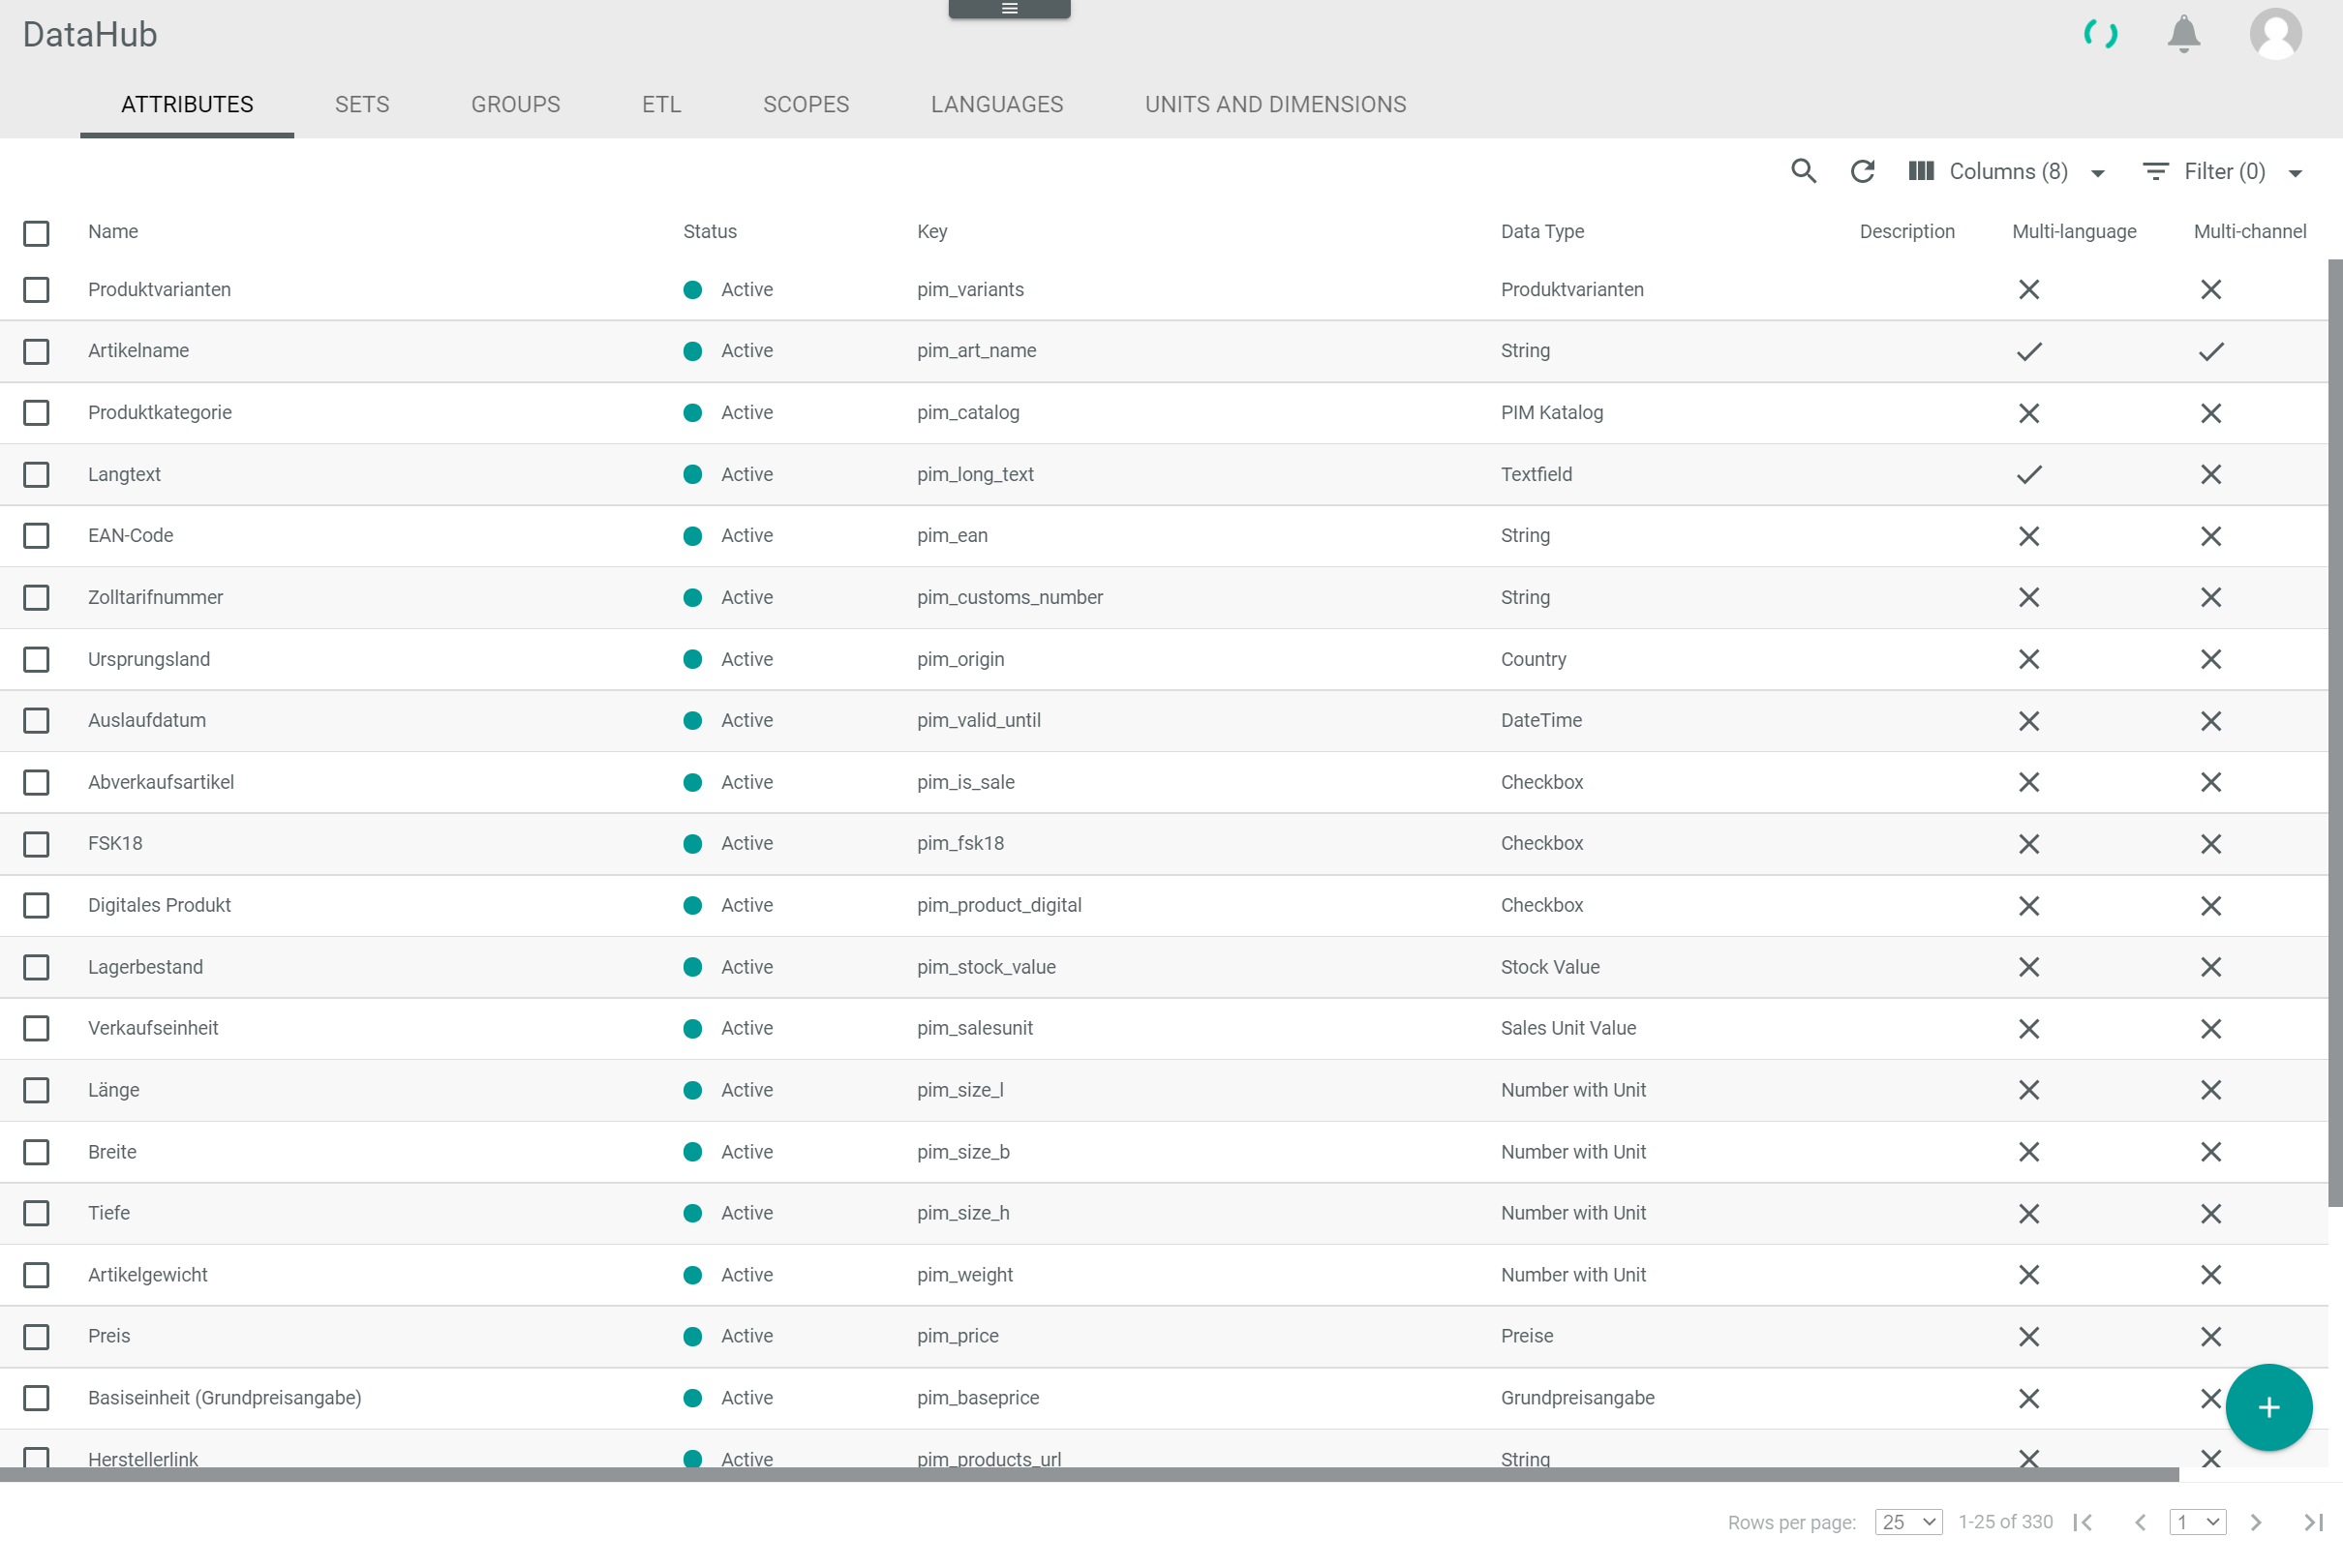 DataHub
ATTRIBUTES SETS GROUPS ETL SCOPES LANGUAGES UNITS AND DIMENSIONS
Columns (8) Filter (0)
Name Status Key Data Type Description Multi-language Multi-channel
Produktvarianten Active pim_variants Produktvarianten
Artikelname Active pim_art_name String
Produktkategorie Active pim_catalog PIM Katalog
Langtext Active pim_long_text Textfield
EAN-Code Active pim_ean String
Zolltarifnummer Active pim_customs_number String
Ursprungsland Active pim_origin Country
Auslaufdatum Active pim_valid_until DateTime
Abverkaufsartikel Active pim_is_sale Checkbox
FSK18 Active pim_fsk18 Checkbox
Digitales Produkt Active pim_product_digital Checkbox
Lagerbestand Active pim_stock_value Stock Value
Verkaufseinheit Active pim_salesunit Sales Unit Value
Länge Active pim_size_l Number with Unit
Breite Active pim_size_b Number with Unit
Tiefe Active pim_size_h Number with Unit
Artikelgewicht Active pim_weight Number with Unit
Preis Active pim_price Preise
Basiseinheit (Grundpreisangabe) Active pim_baseprice Grundpreisangabe
Herstellerlink Active pim_products_url String
Rows per page: 25 1-25 of 330 1